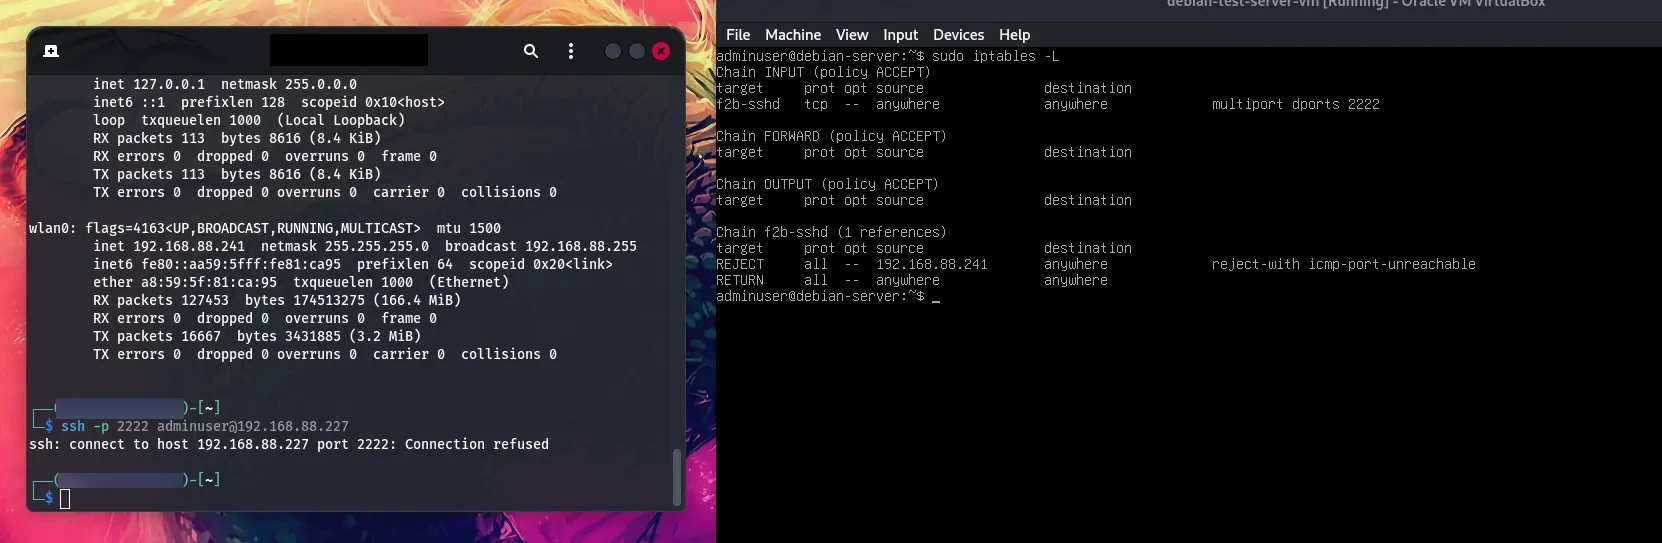 inet 127.0.0.1  netmask 255.0.0.0
inet6 ::1  prefixlen 128  scopeid 0x10<host>
loop  txqueuelen 1000  (Local Loopback)
RX packets 113  bytes 8616 (8.4 KiB)
RX errors 0  dropped 0  overruns 0  frame 0
TX packets 113  bytes 8616 (8.4 KiB)
TX errors 0  dropped 0 overruns 0  carrier 0  collisions 0
wlan0: flags=4163<UP,BROADCAST,RUNNING,MULTICAST>  mtu 1500
inet 192.168.88.241  netmask 255.255.255.0  broadcast 192.168.88.255
inet6 fe80::aa59:5fff:fe81:ca95  prefixlen 64  scopeid 0x20<link>
ether a8:59:5f:81:ca:95  txqueuelen 1000  (Ethernet)
RX packets 127453  bytes 174513275 (166.4 MiB)
RX errors 0  dropped 0  overruns 0  frame 0
TX packets 16667  bytes 3431885 (3.2 MiB)
TX errors 0  dropped 0 overruns 0  carrier 0  collisions 0
┌──(                )-[~]
└─$ ssh -p 2222 adminuser@192.168.88.227
ssh: connect to host 192.168.88.227 port 2222: Connection refused
┌──(                )-[~]
└─$
debian-test-server-vm [Running] - Oracle VM VirtualBox
File Machine View Input Devices Help
adminuser@debian-server:~$ sudo iptables -L
Chain INPUT (policy ACCEPT)
target     prot opt source               destination
f2b-sshd   tcp  --  anywhere             anywhere             multiport dports 2222
Chain FORWARD (policy ACCEPT)
target     prot opt source               destination
Chain OUTPUT (policy ACCEPT)
target     prot opt source               destination
Chain f2b-sshd (1 references)
target     prot opt source               destination
REJECT     all  --  192.168.88.241       anywhere             reject-with icmp-port-unreachable
RETURN     all  --  anywhere             anywhere
adminuser@debian-server:~$ _